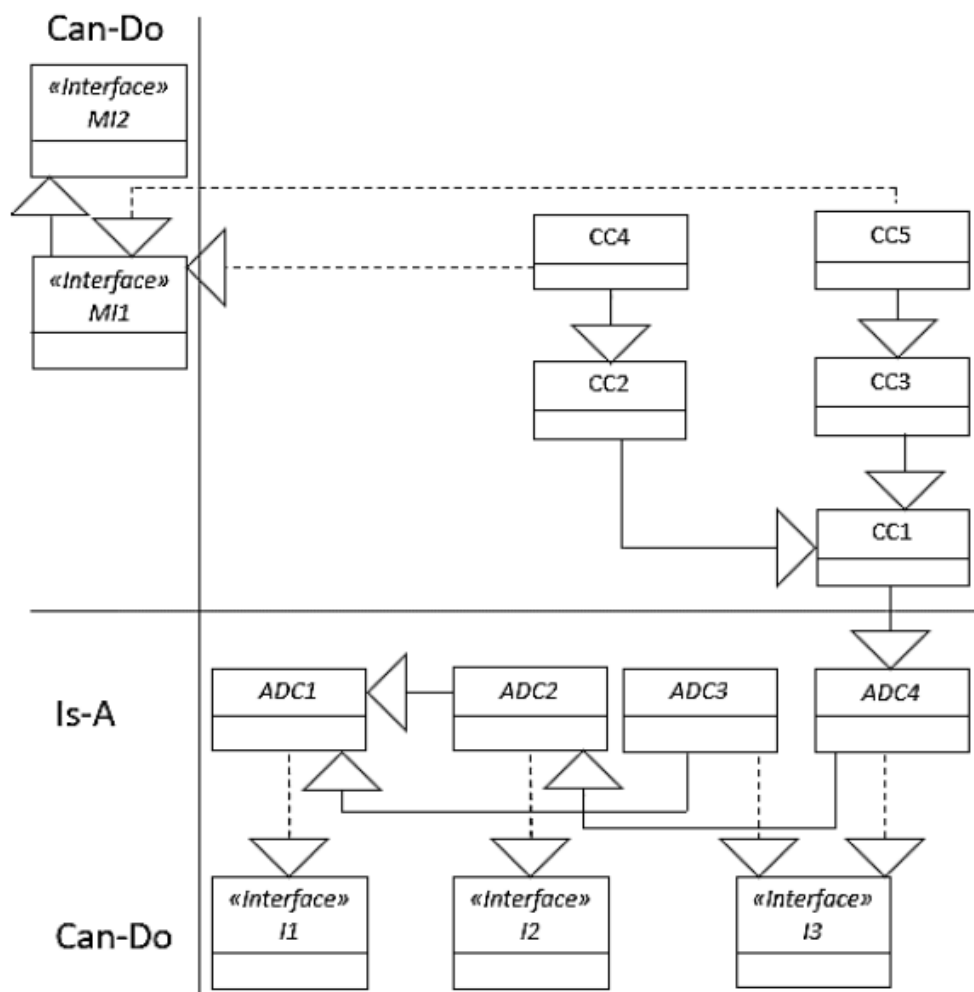 Can-Do
«Interface»
MI2
«Interface»
MI1
CC4
CC5
CC2
CC3
CC1
Is-A
ADC1
ADC2
ADC3
ADC4
Can-Do
«Interface»
I1
«Interface»
I2
«Interface»
I3